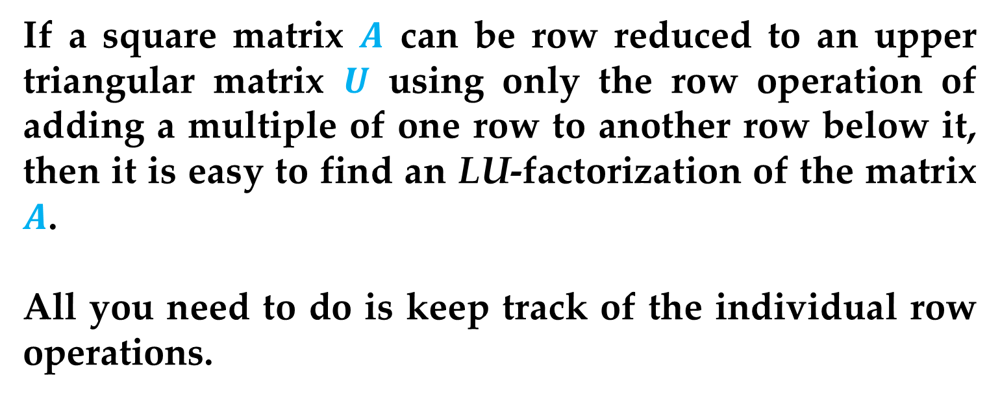 If a square matrix A can be row reduced to an upper
triangular matrix U using only the row operation of
adding a multiple of one row to another row below it,
then it is easy to find an LU-factorization of the matrix
A.
All you need to do is keep track of the individual row
operations.